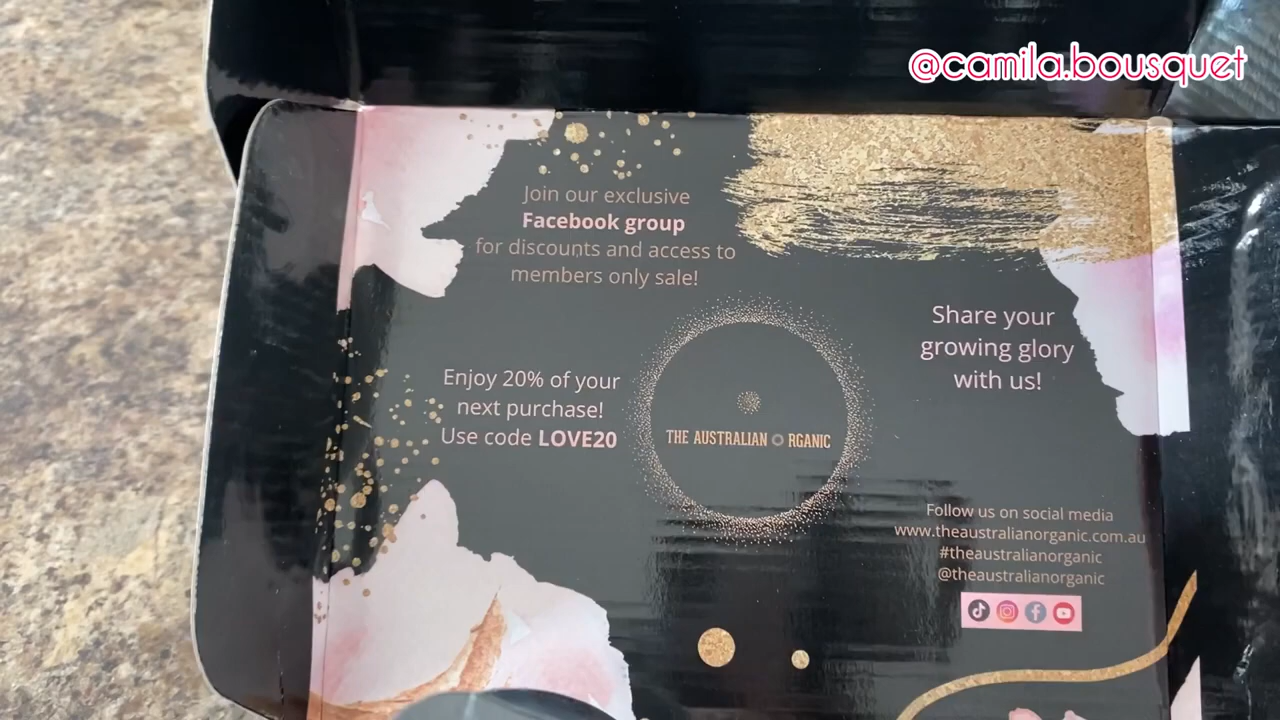 @camila.bousquet
Join our exclusive
Facebook group
for discounts and access to
members only sale!
Share your
growing glory
with us!
Enjoy 20% of your
next purchase!
Use code LOVE20
THE AUSTRALIAN ORGANIC
Follow us on social media
www.theaustralianorganic.com.au
#theaustralianorganic
@theaustralianorganic